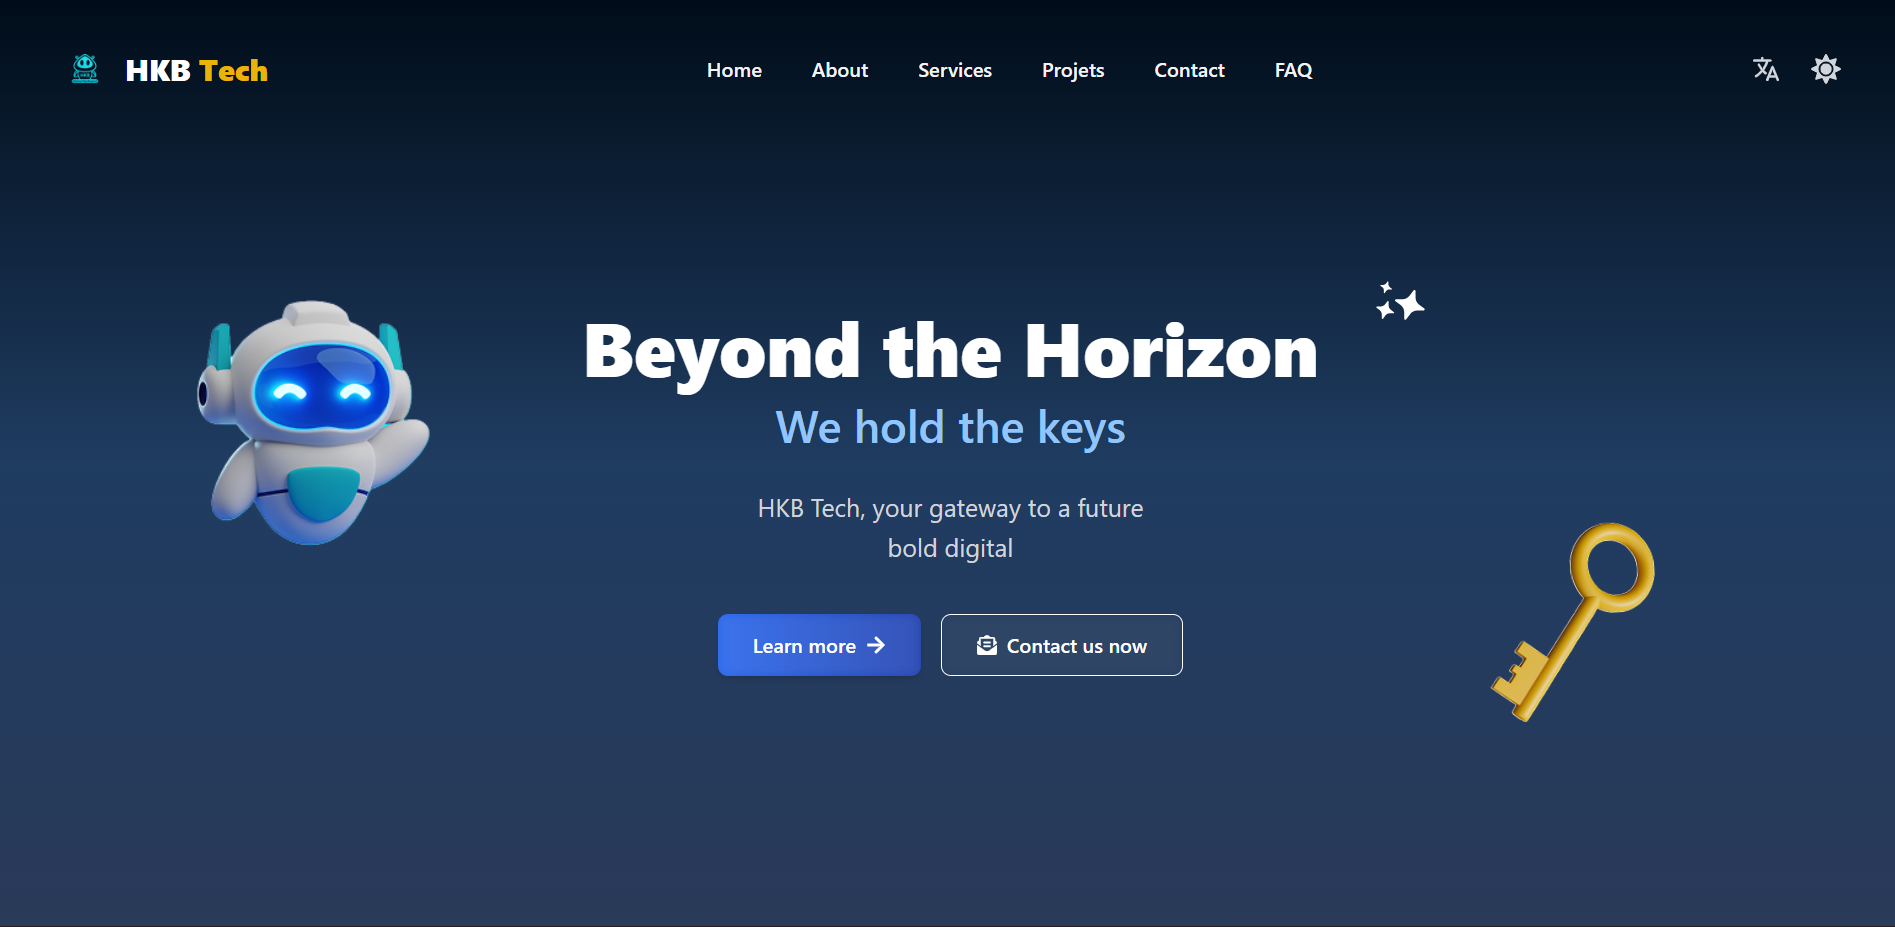 HKB Tech
Home About Services Projets Contact FAQ
Beyond the Horizon
We hold the keys
HKB Tech, your gateway to a future
bold digital
Learn more
Contact us now